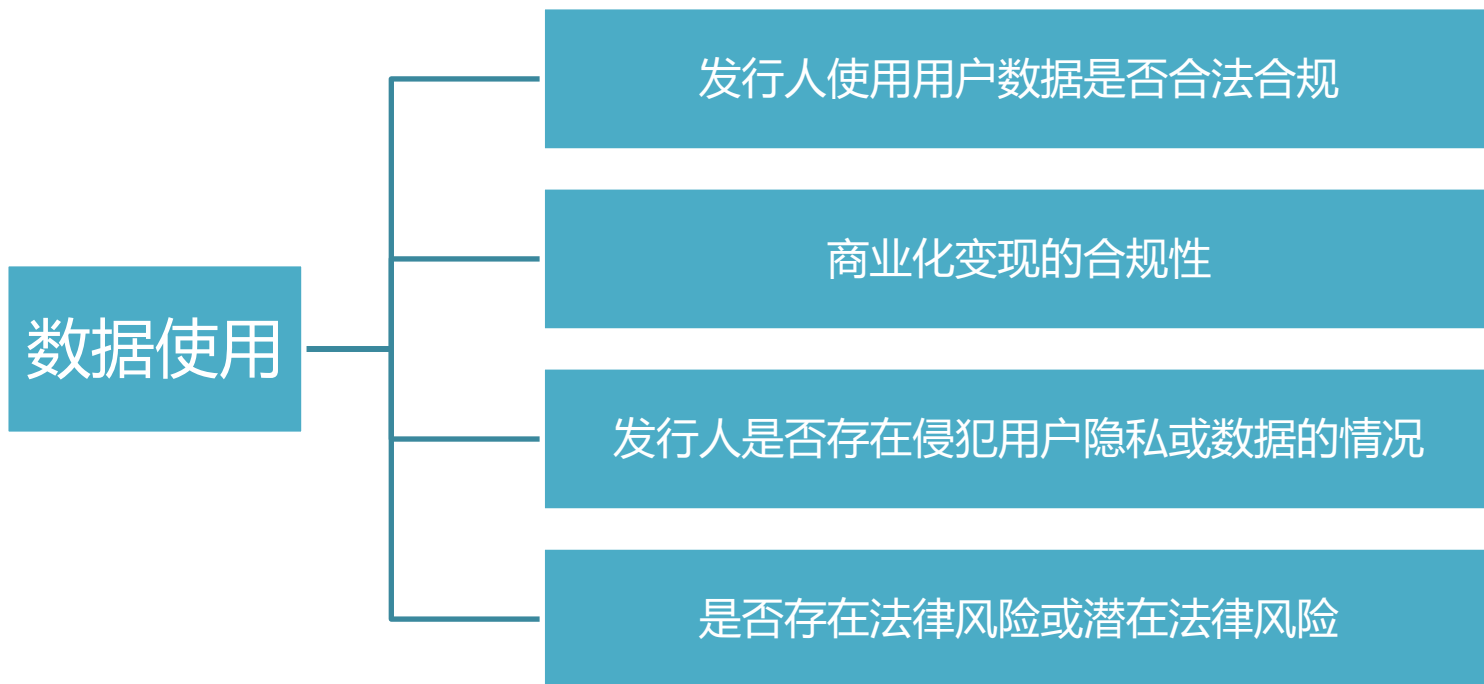 数据使用
发行人使用用户数据是否合法合规
商业化变现的合规性
发行人是否存在侵犯用户隐私或数据的情况
是否存在法律风险或潜在法律风险